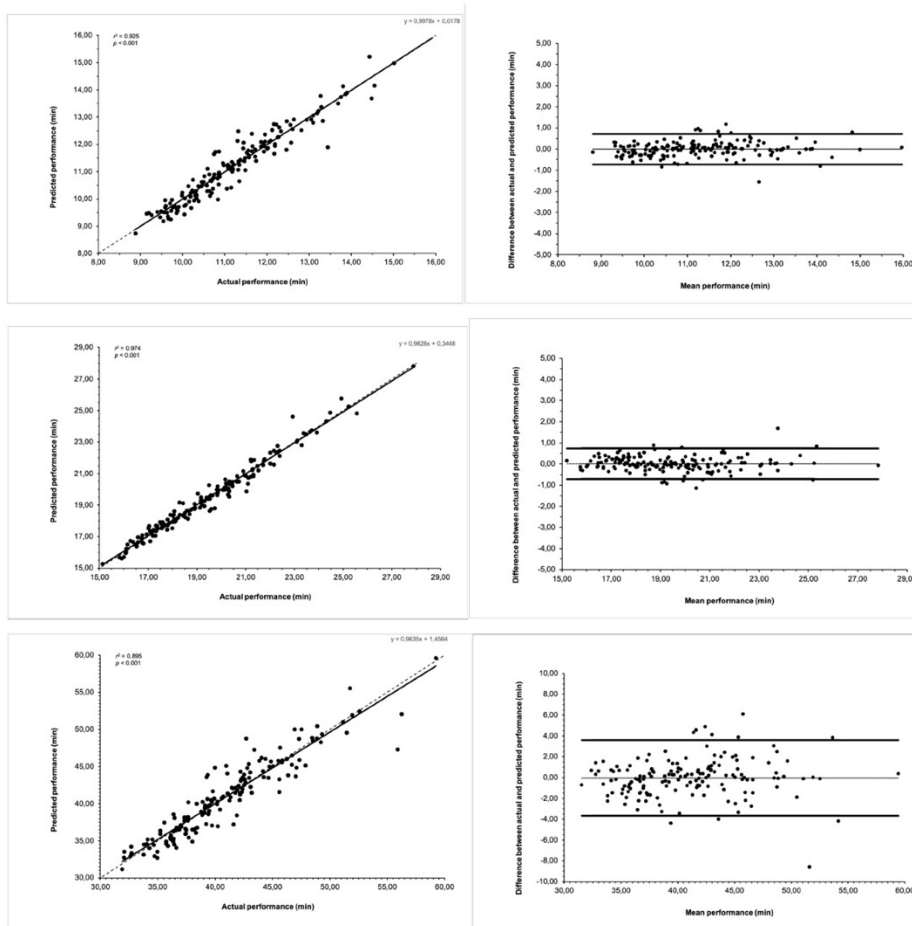 y = 0,9978x + 0,0178
r² = 0.925
p < 0.001
Predicted performance (min)
16,00
15,00
14,00
13,00
12,00
11,00
10,00
9,00
8,00
8,00 9,00 10,00 11,00 12,00 13,00 14,00 15,00 16,00
Actual performance (min)
Difference between actual and predicted performance (min)
5,00
4,00
3,00
2,00
1,00
0,00
-1,00
-2,00
-3,00
-4,00
-5,00
8,00 9,00 10,00 11,00 12,00 13,00 14,00 15,00 16,00
Mean performance (min)
y = 0,9828x + 0,3448
r² = 0.974
p < 0.001
Predicted performance (min)
29,00
27,00
25,00
23,00
21,00
19,00
17,00
15,00
15,00 17,00 19,00 21,00 23,00 25,00 27,00 29,00
Actual performance (min)
Difference between actual and predicted performance (min)
5,00
4,00
3,00
2,00
1,00
0,00
-1,00
-2,00
-3,00
-4,00
-5,00
15,00 17,00 19,00 21,00 23,00 25,00 27,00 29,00
Mean performance (min)
y = 0,9635x + 1,4564
r² = 0.895
p < 0.001
Predicted performance (min)
60,00
55,00
50,00
45,00
40,00
35,00
30,00
30,00 35,00 40,00 45,00 50,00 55,00 60,00
Actual performance (min)
Difference between actual and predicted performance (min)
10,00
8,00
6,00
4,00
2,00
0,00
-2,00
-4,00
-6,00
-8,00
-10,00
30,00 35,00 40,00 45,00 50,00 55,00 60,00
Mean performance (min)